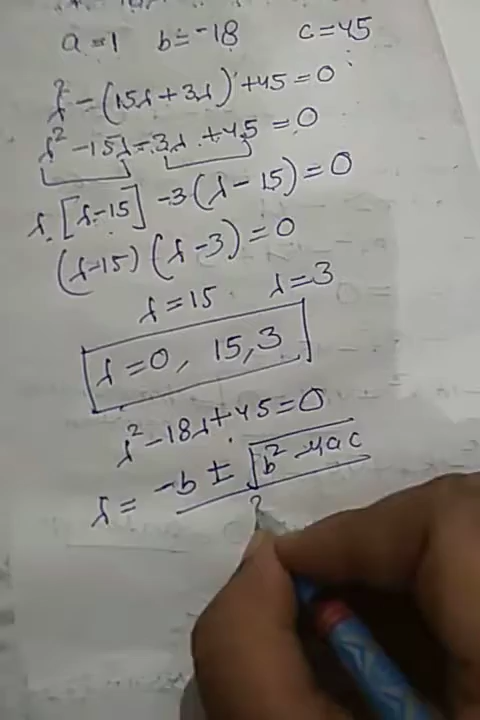 a=1 b=-18 c=45
λ² - (15λ + 3λ) + 45 = 0
λ² - 15λ - 3λ + 45 = 0
λ [λ-15] -3(λ-15) = 0
(λ-15) (λ-3) = 0
λ = 15 λ = 3
λ = 0, 15, 3
λ² - 18λ + 45 = 0
λ = -b ± √b² - 4ac
2